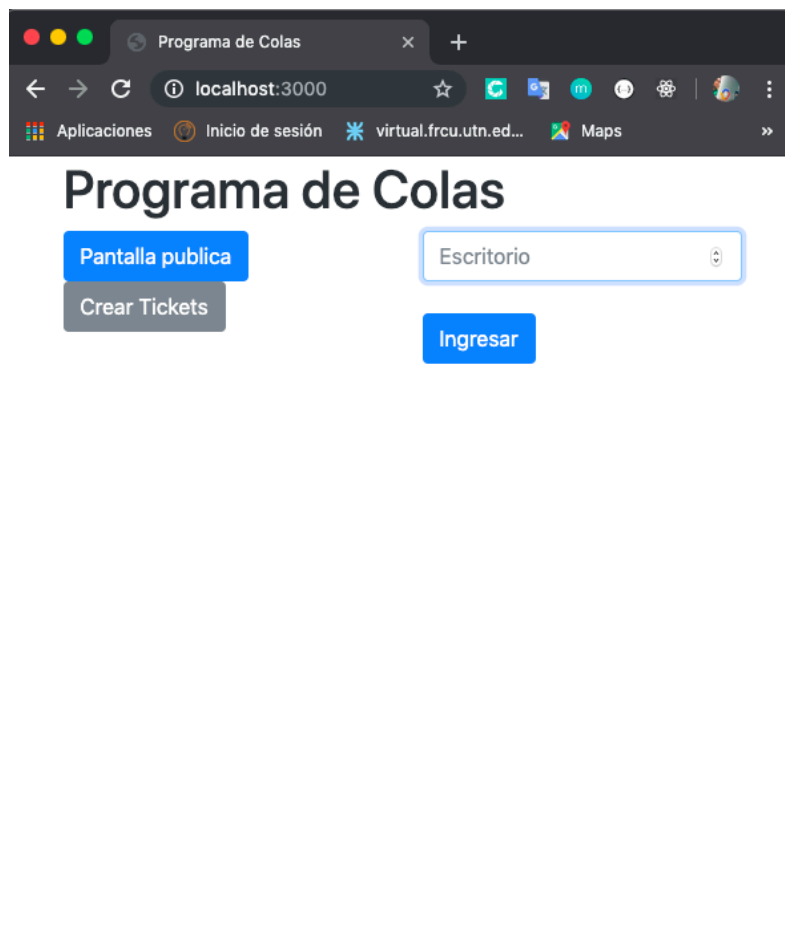 Programa de Colas
localhost:3000
Aplicaciones Inicio de sesión virtual.frcu.utn.ed... Maps »
Programa de Colas
Pantalla publica
Crear Tickets
Escritorio
Ingresar